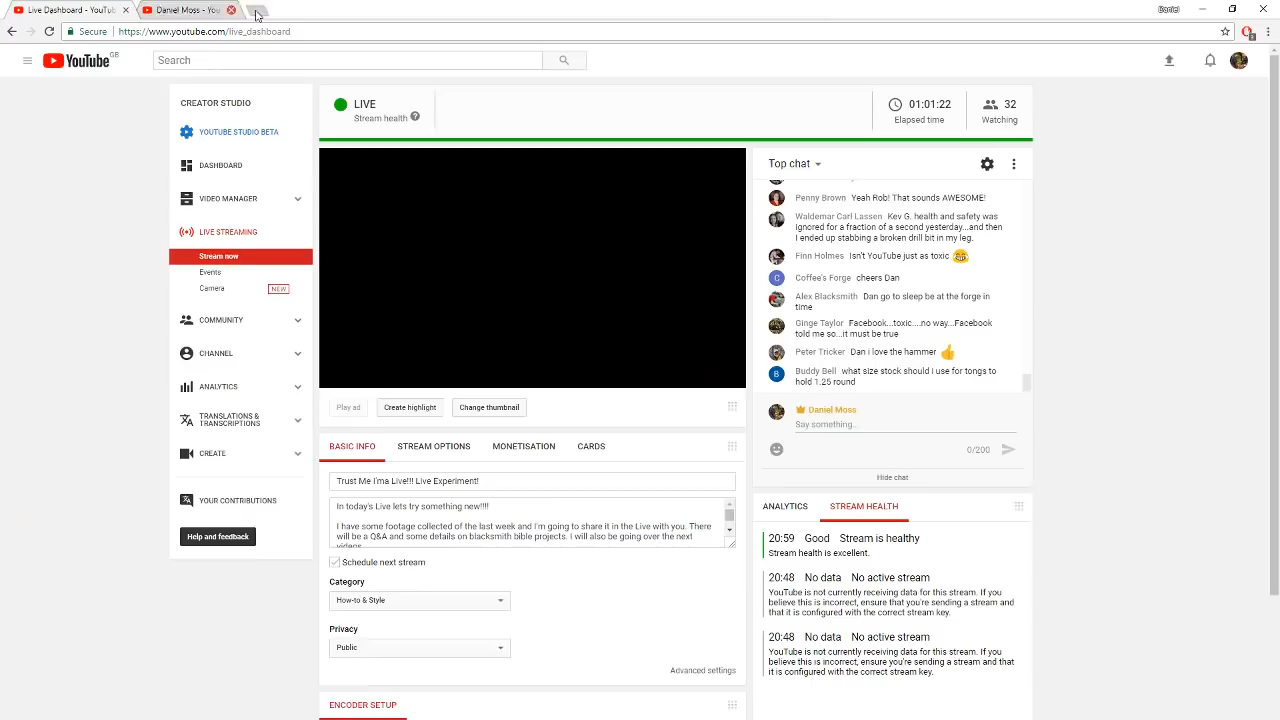 Live Dashboard - YouTub
Daniel Moss - You
Daniel
Secure
https://www.youtube.com/live_dashboard
YouTube GB
Search
CREATOR STUDIO
YOUTUBE STUDIO BETA
DASHBOARD
VIDEO MANAGER
LIVE STREAMING
Stream now
Events
Camera
NEW
COMMUNITY
CHANNEL
ANALYTICS
TRANSLATIONS &
TRANSCRIPTIONS
CREATE
YOUR CONTRIBUTIONS
Help and feedback
LIVE
Stream health
01:01:22
Elapsed time
32
Watching
Play ad
Create highlight
Change thumbnail
BASIC INFO
STREAM OPTIONS
MONETISATION
CARDS
Trust Me i'ma Live!!! Live Experiment!
In today's Live lets try something new!!!!
I have some footage collected of the last week and I'm going to share it in the Live with you. There
will be a Q&A and some details on blacksmith bible projects. I will also be going over the next
videos
Schedule next stream
Category
How-to & Style
Privacy
Public
Advanced settings
ENCODER SETUP
Top chat
Penny Brown Yeah Rob! That sounds AWESOME!
Waldemar Carl Lassen Kev G. health and safety was
ignored for a fraction of a second yesterday...and then
I ended up stabbing a broken drill bit in my leg.
Finn Holmes Isn't YouTube just as toxic 😂
Coffee's Forge cheers Dan
Alex Blacksmith Dan go to sleep be at the forge in
time
Ginge Taylor Facebook...toxic....no way...Facebook
told me so...it must be true
Peter Tricker Dan i love the hammer 👍
Buddy Bell what size stock should I use for tongs to
hold 1.25 round
Daniel Moss
Say something...
0/200
Hide chat
ANALYTICS
STREAM HEALTH
20:59 Good Stream is healthy
Stream health is excellent.
20:48 No data No active stream
YouTube is not currently receiving data for this stream. If you
believe this is incorrect, ensure that you're sending a stream and
that it is configured with the correct stream key.
20:48 No data No active stream
YouTube is not currently receiving data for this stream. If you
believe this is incorrect, ensure that you're sending a stream and
that it is configured with the correct stream key.